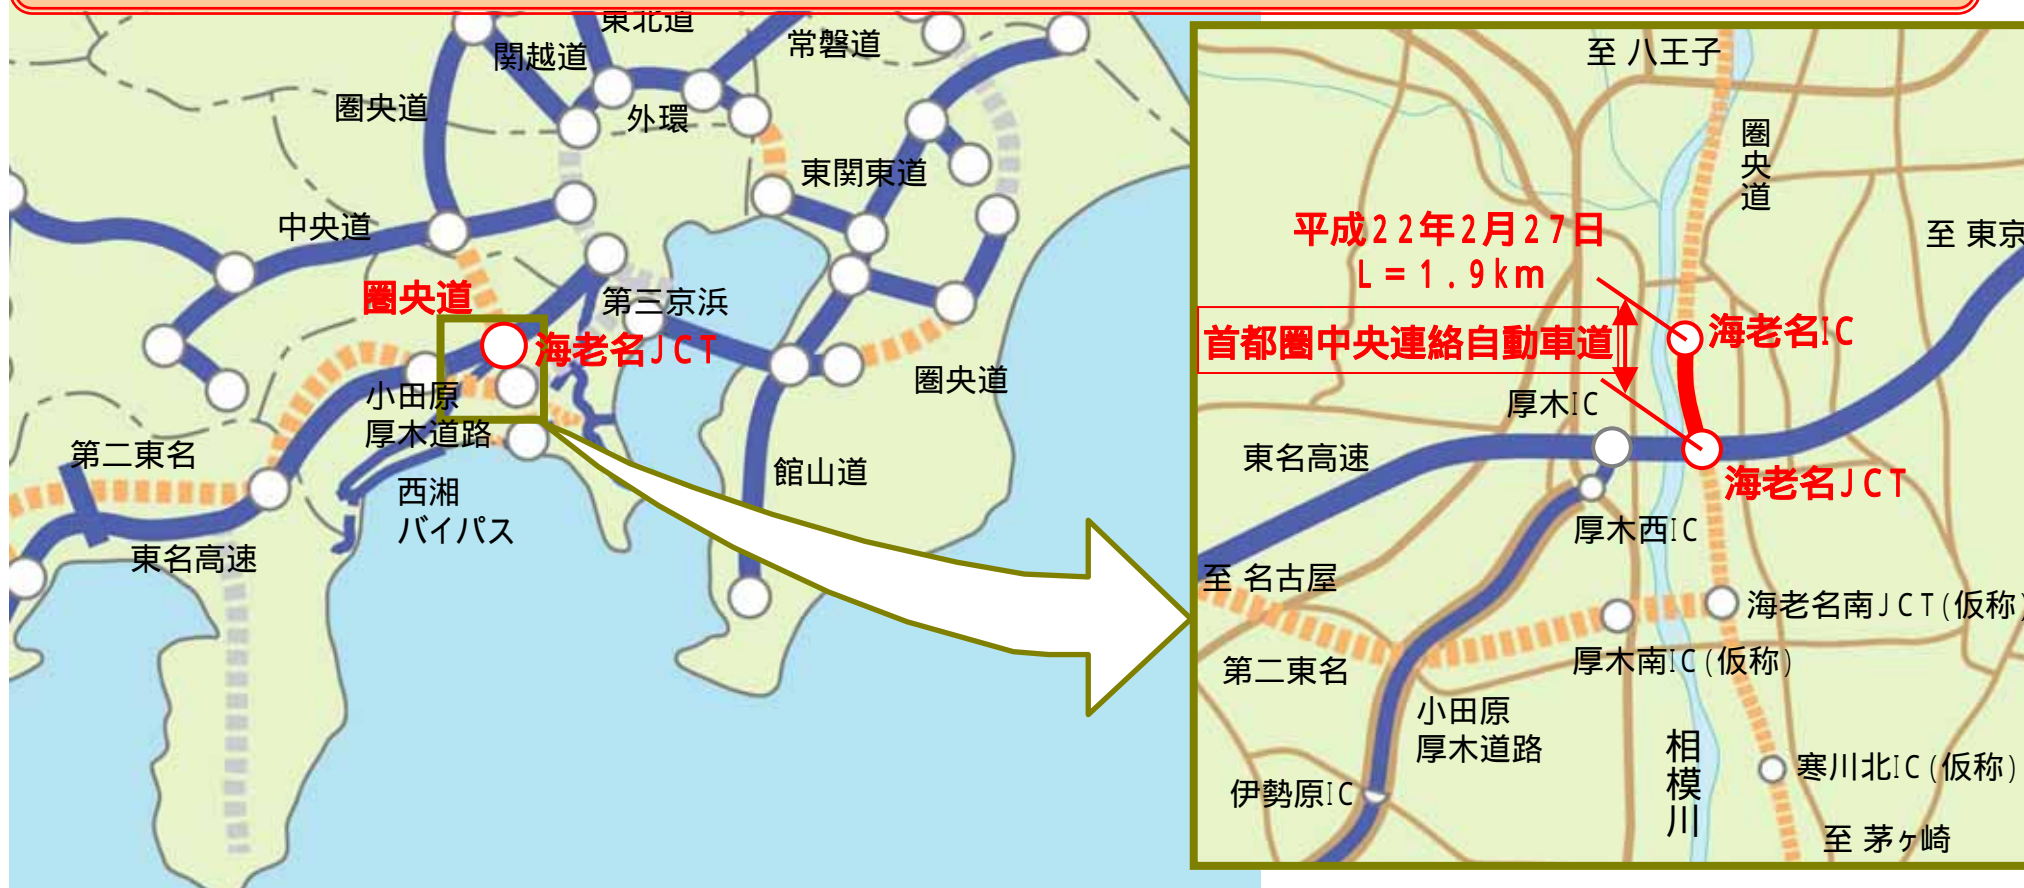 東北道
関越道
常磐道
圏央道
外環
東関東道
中央道
圏央道
第三京浜
海老名JCT
圏央道
小田原
厚木道路
第二東名
西湘
バイパス
館山道
東名高速
至 八王子
圏央道
平成22年2月27日
L=1.9km
至 東京
首都圏中央連絡自動車道
海老名IC
厚木IC
東名高速
海老名JCT
厚木西IC
至 名古屋
海老名南JCT(仮称)
厚木南IC(仮称)
第二東名
小田原
厚木道路
相模川
寒川北IC(仮称)
伊勢原IC
至 茅ヶ崎